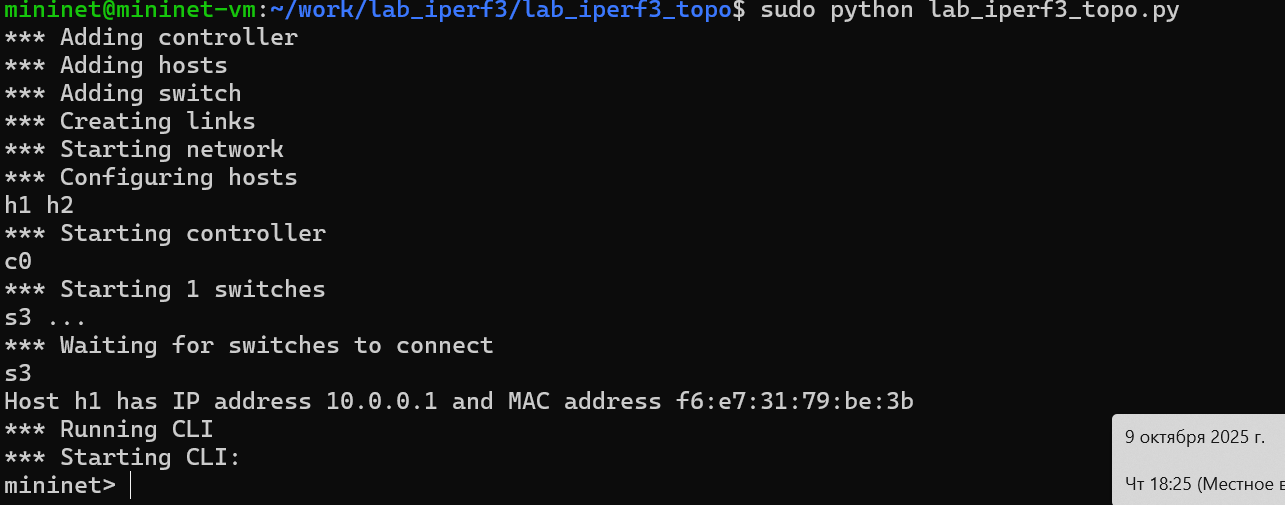 mininet@mininet-vm:~/work/lab_iperf3/lab_iperf3_topo$ sudo python lab_iperf3_topo.py
*** Adding controller
*** Adding hosts
*** Adding switch
*** Creating links
*** Starting network
*** Configuring hosts
h1 h2
*** Starting controller
c0
*** Starting 1 switches
s3 ...
*** Waiting for switches to connect
s3
Host h1 has IP address 10.0.0.1 and MAC address f6:e7:31:79:be:3b
*** Running CLI
*** Starting CLI:
mininet>
9 октября 2025 г.
Чт 18:25 (Местное